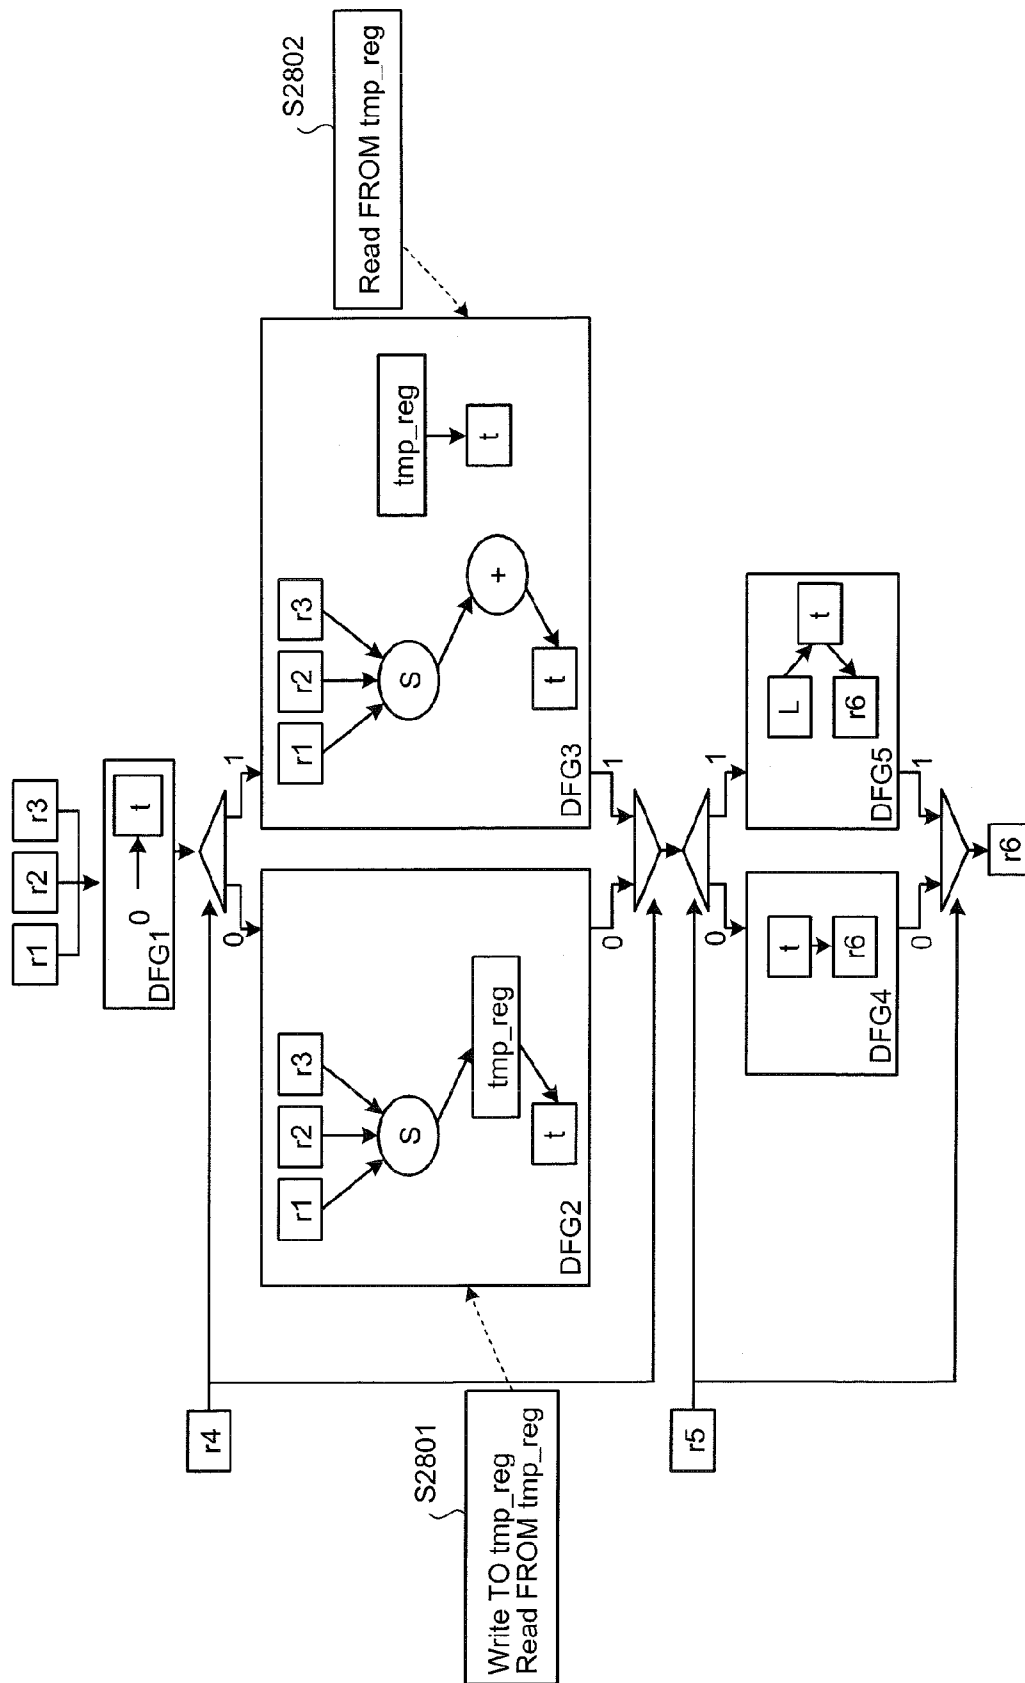 r1 r2 r3
0 t
DFG1
r4
0 1
S2801
Write TO tmp_reg
Read FROM tmp_reg
r1 r2 r3
S
tmp_reg
t
DFG2
r1 r2 r3
S
+
t
tmp_reg
t
DFG3
S2802
Read FROM tmp_reg
0 1
r5
0 1
t
r6
DFG4
L
t
r6
DFG5
0 1
r6